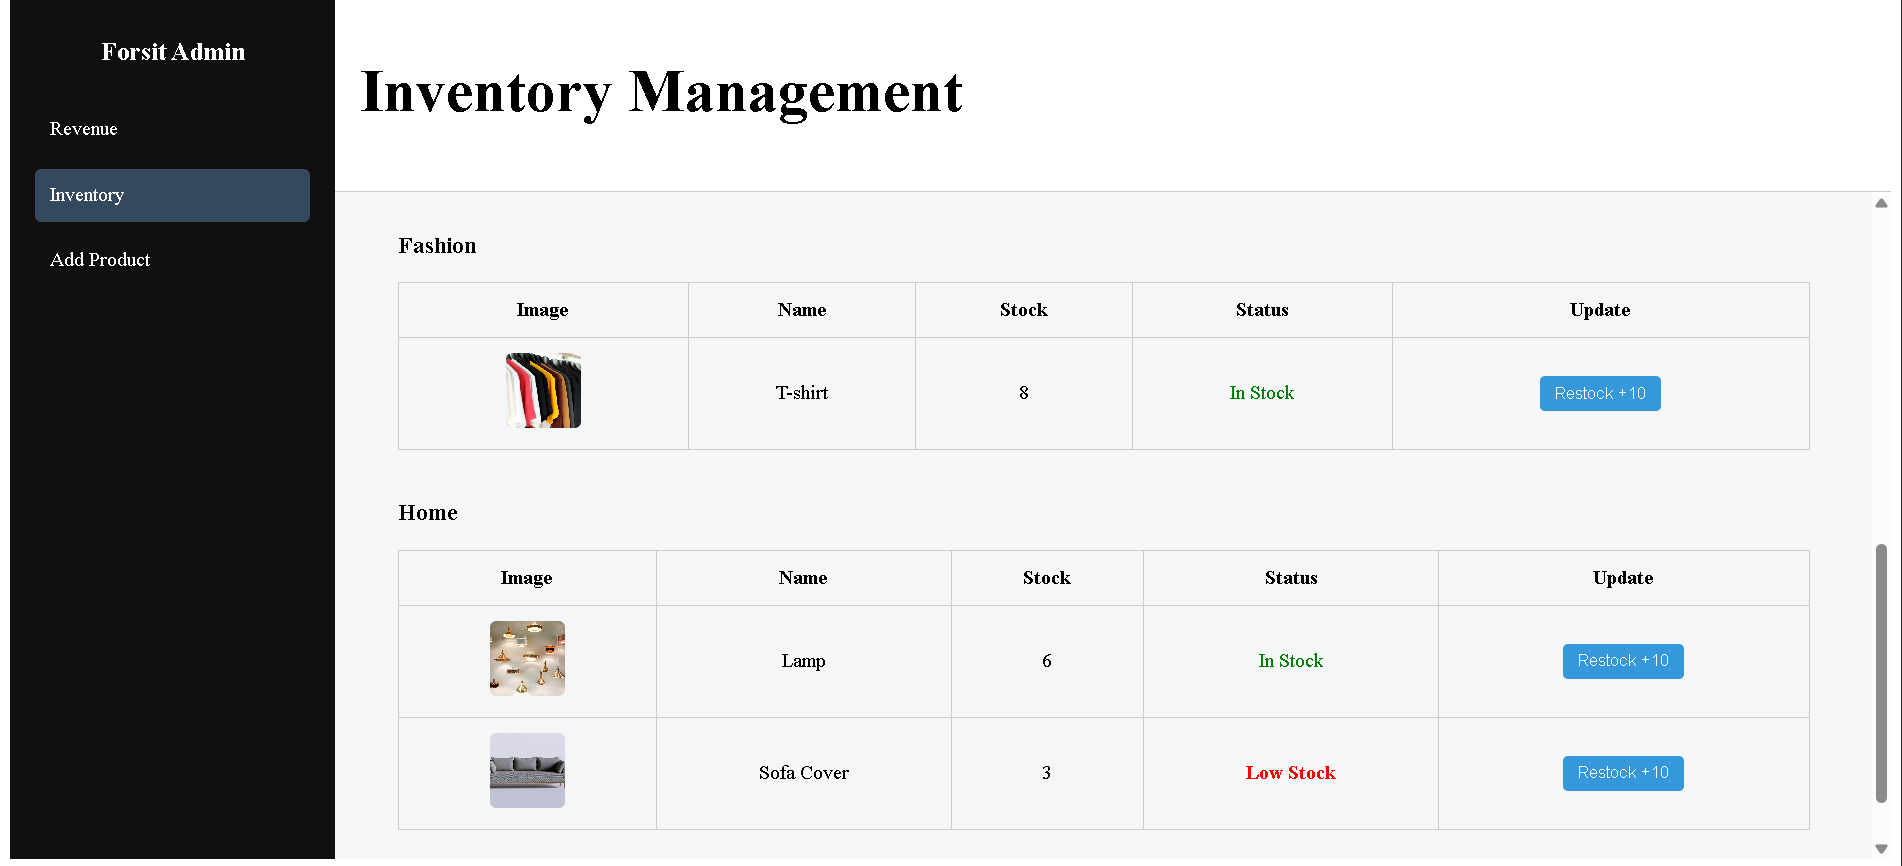 Forsit Admin
Revenue
Inventory
Add Product
Inventory Management
Fashion
Image Name Stock Status Update
T-shirt 8 In Stock Restock +10
Home
Image Name Stock Status Update
Lamp 6 In Stock Restock +10
Sofa Cover 3 Low Stock Restock +10